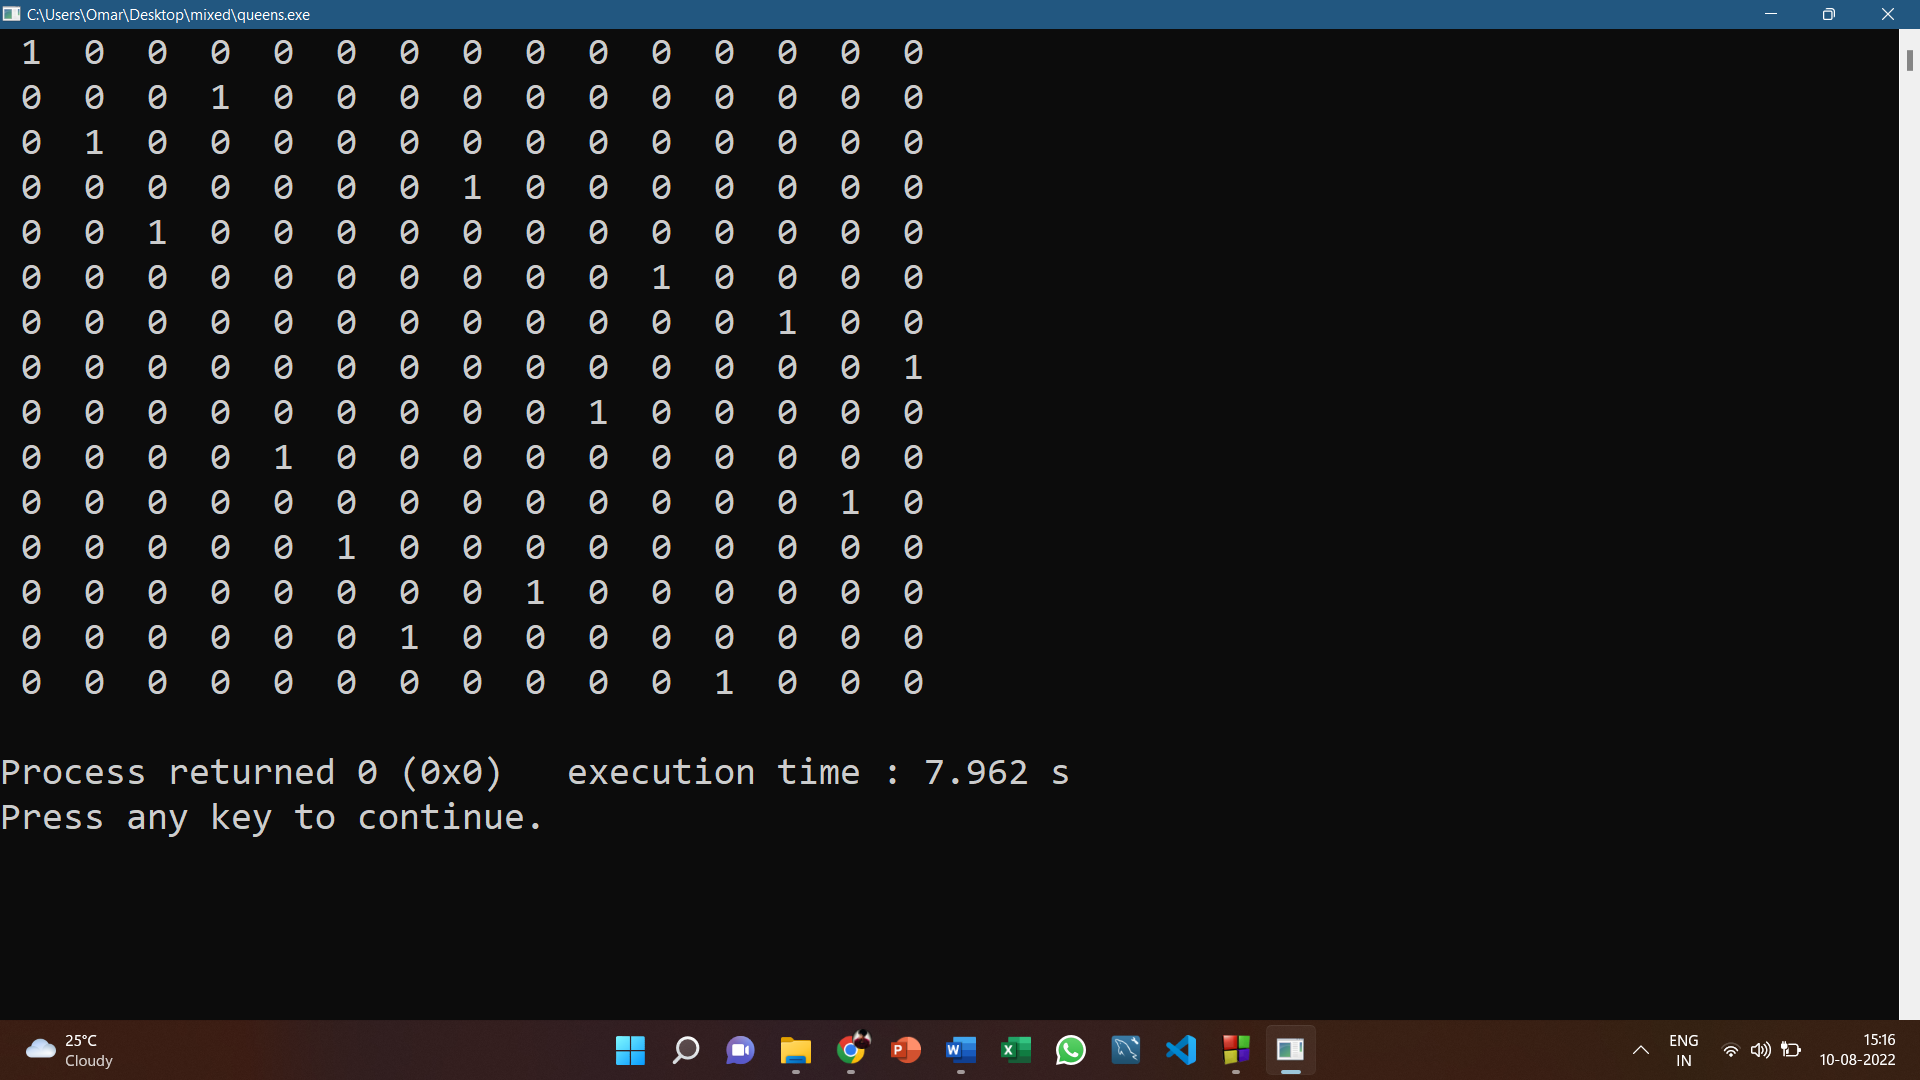 C:\Users\Omar\Desktop\mixed\queens.exe
1 0 0 0 0 0 0 0 0 0 0 0 0 0 0
0 0 0 1 0 0 0 0 0 0 0 0 0 0 0
0 1 0 0 0 0 0 0 0 0 0 0 0 0 0
0 0 0 0 0 0 0 1 0 0 0 0 0 0 0
0 0 1 0 0 0 0 0 0 0 0 0 0 0 0
0 0 0 0 0 0 0 0 0 0 1 0 0 0 0
0 0 0 0 0 0 0 0 0 0 0 0 1 0 0
0 0 0 0 0 0 0 0 0 0 0 0 0 0 1
0 0 0 0 0 0 0 0 0 1 0 0 0 0 0
0 0 0 0 1 0 0 0 0 0 0 0 0 0 0
0 0 0 0 0 0 0 0 0 0 0 0 0 1 0
0 0 0 0 0 1 0 0 0 0 0 0 0 0 0
0 0 0 0 0 0 0 0 1 0 0 0 0 0 0
0 0 0 0 0 0 1 0 0 0 0 0 0 0 0
0 0 0 0 0 0 0 0 0 0 0 1 0 0 0
Process returned 0 (0x0)   execution time : 7.962 s
Press any key to continue.
25°C
Cloudy
P
W
X
ENG
IN
15:16
10-08-2022